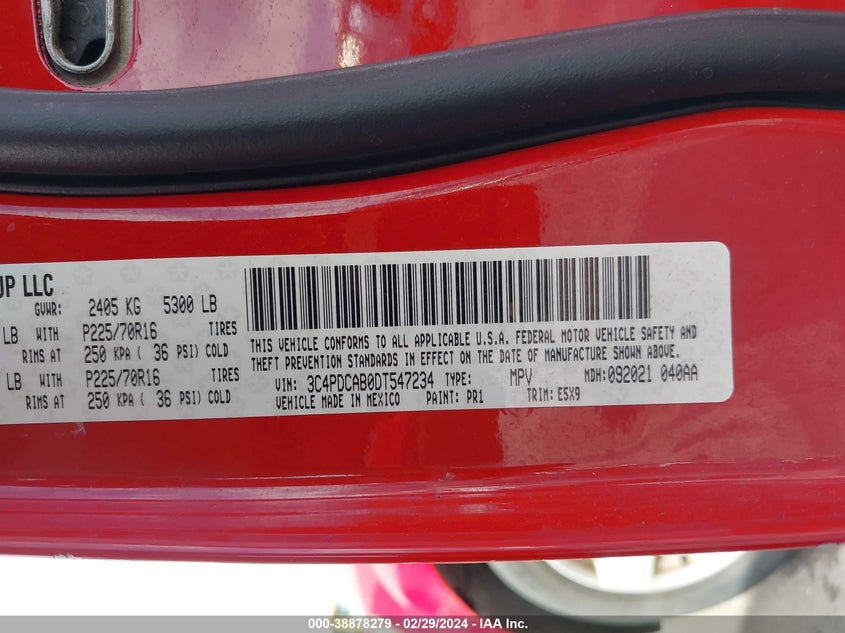 UP LLC
GVWR: 2405 KG 5300 LB
LB WITH P225/70R16 TIRES
RIMS AT 250 KPA ( 36 PSI) COLD
LB WITH P225/70R16 TIRES
RIMS AT 250 KPA ( 36 PSI) COLD
THIS VEHICLE CONFORMS TO ALL APPLICABLE U.S.A. FEDERAL MOTOR VEHICLE SAFETY AND
THEFT PREVENTION STANDARDS IN EFFECT ON THE DATE OF MANUFACTURE SHOWN ABOVE.
VIN: 3C4PDCAB0DT547234 TYPE: MPV MDH:092021 040AA
VEHICLE MADE IN MEXICO PAINT: PR1 TRIM: E5X9
000-38878279 - 02/29/2024 - IAA Inc.